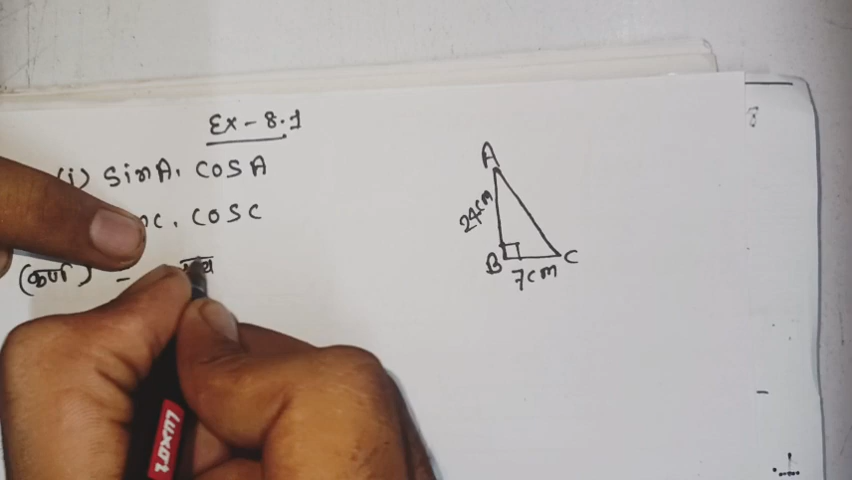 Ex - 8.1
(i) SinA, COSA
COSC
(कर्ण) -
A
24cm
B
C
7cm
LUXOR